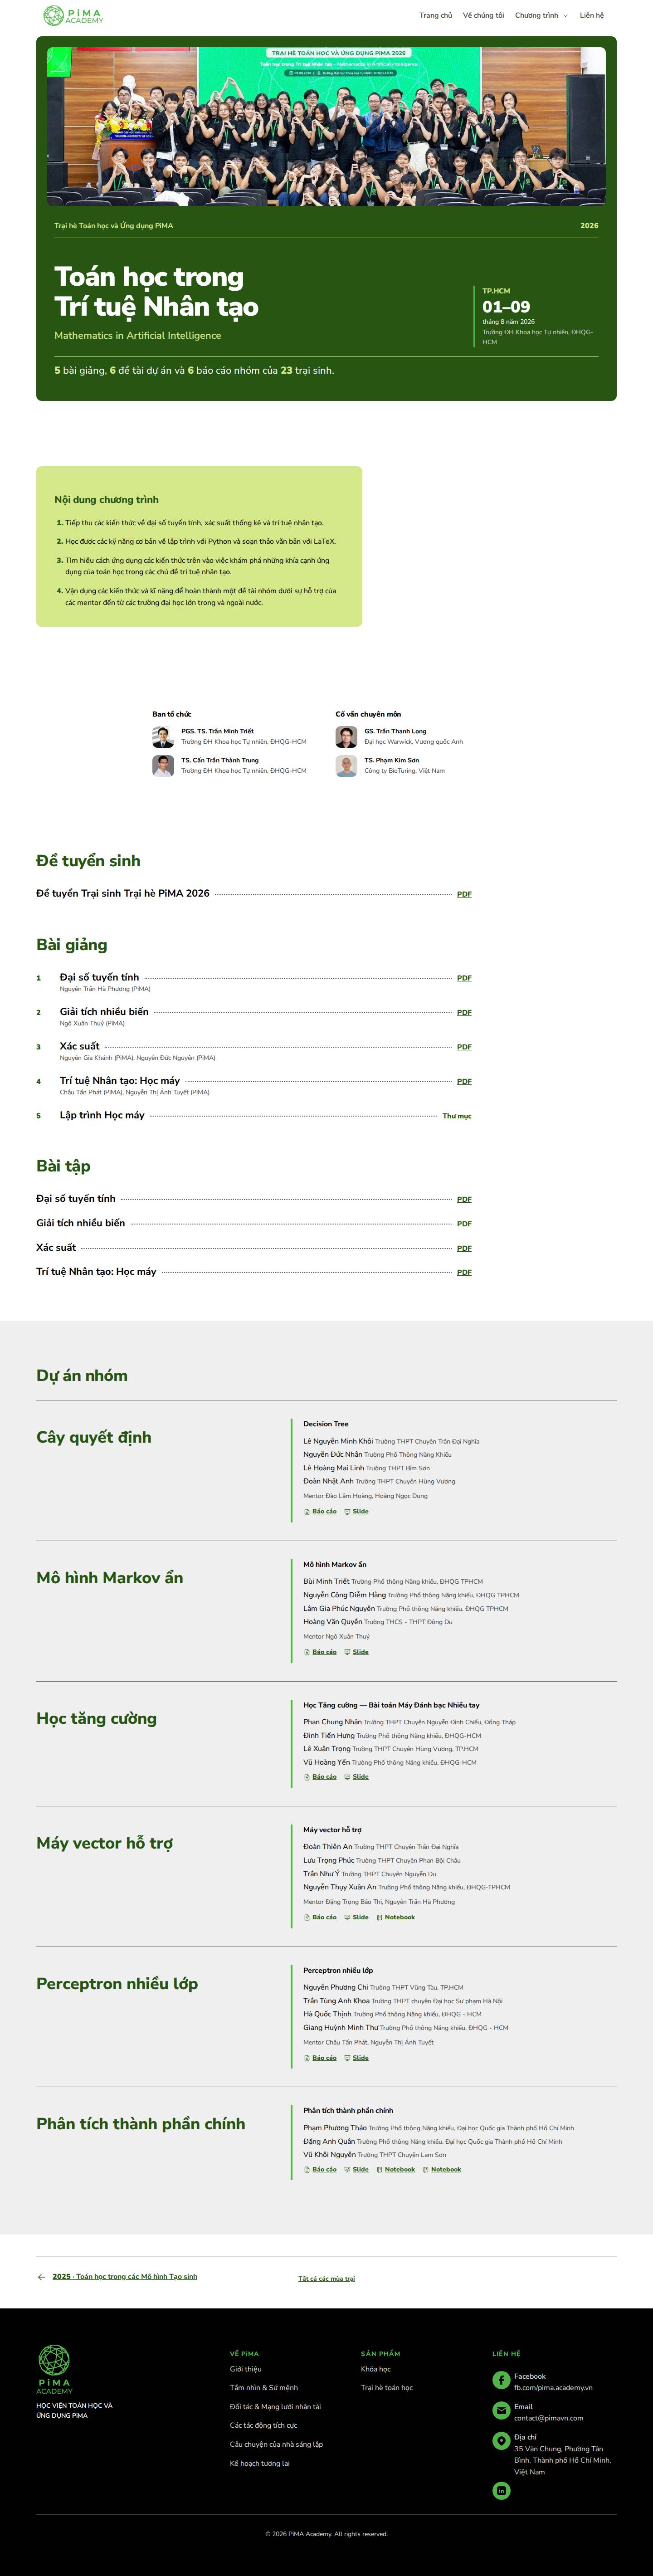 PiMA
ACADEMY
Trang chủ
Về chúng tôi
Chương trình
Liên hệ
TRẠI HÈ TOÁN HỌC VÀ ỨNG DỤNG PIMA 2026
Toán học trong Trí tuệ Nhân tạo - Mathematics in Artificial Intelligence
Trại hè Toán học và Ứng dụng PiMA
2026
Toán học trong
Trí tuệ Nhân tạo
Mathematics in Artificial Intelligence
TP.HCM
01–09
tháng 8 năm 2026
Trường ĐH Khoa học Tự nhiên, ĐHQG-
HCM
5 bài giảng, 6 đề tài dự án và 6 báo cáo nhóm của 23 trại sinh.
Nội dung chương trình
1. Tiếp thu các kiến thức về đại số tuyến tính, xác suất thống kê và trí tuệ nhân tạo.
2. Học được các kỹ năng cơ bản về lập trình với Python và soạn thảo văn bản với LaTeX.
3. Tìm hiểu cách ứng dụng các kiến thức trên vào việc khám phá những khía cạnh ứng
dụng của toán học trong các chủ đề trí tuệ nhân tạo.
4. Vận dụng các kiến thức và kĩ năng để hoàn thành một đề tài nhóm dưới sự hỗ trợ của
các mentor đến từ các trường đại học lớn trong và ngoài nước.
Ban tổ chức
PGS. TS. Trần Minh Triết
Trường ĐH Khoa học Tự nhiên, ĐHQG-HCM
TS. Cấn Trần Thành Trung
Trường ĐH Khoa học Tự nhiên, ĐHQG-HCM
Cố vấn chuyên môn
GS. Trần Thanh Long
Đại học Warwick, Vương quốc Anh
TS. Phạm Kim Sơn
Công ty BioTuring, Việt Nam
Đề tuyển sinh
Đề tuyển Trại sinh Trại hè PiMA 2026 PDF
Bài giảng
1 Đại số tuyến tính PDF
Nguyễn Trần Hà Phương (PiMA)
2 Giải tích nhiều biến PDF
Ngô Xuân Thuỷ (PiMA)
3 Xác suất PDF
Nguyễn Gia Khánh (PiMA), Nguyễn Đức Nguyên (PiMA)
4 Trí tuệ Nhân tạo: Học máy PDF
Châu Tấn Phát (PiMA), Nguyễn Thị Ánh Tuyết (PiMA)
5 Lập trình Học máy Thư mục
Bài tập
Đại số tuyến tính PDF
Giải tích nhiều biến PDF
Xác suất PDF
Trí tuệ Nhân tạo: Học máy PDF
Dự án nhóm
Cây quyết định
Decision Tree
Lê Nguyễn Minh Khôi Trường THPT Chuyên Trần Đại Nghĩa
Nguyễn Đức Nhân Trường Phổ Thông Năng Khiếu
Lê Hoàng Mai Linh Trường THPT Bỉm Sơn
Đoàn Nhật Anh Trường THPT Chuyên Hùng Vương
Mentor Đào Lâm Hoàng, Hoàng Ngọc Dung
Báo cáo Slide
Mô hình Markov ẩn
Mô hình Markov ẩn
Bùi Minh Triết Trường Phổ thông Năng khiếu, ĐHQG TPHCM
Nguyễn Công Diễm Hằng Trường Phổ thông Năng khiếu, ĐHQG TPHCM
Lâm Gia Phúc Nguyên Trường Phổ thông Năng khiếu, ĐHQG TPHCM
Hoàng Văn Quyền Trường THCS - THPT Đông Du
Mentor Ngô Xuân Thuỷ
Báo cáo Slide
Học tăng cường
Học Tăng cường — Bài toán Máy Đánh bạc Nhiều tay
Phan Chung Nhân Trường THPT Chuyên Nguyễn Đình Chiểu, Đồng Tháp
Đinh Tiến Hưng Trường Phổ thông Năng khiếu, ĐHQG-HCM
Lê Xuân Trọng Trường THPT Chuyên Hùng Vương, TP.HCM
Vũ Hoàng Yến Trường Phổ thông Năng khiếu, ĐHQG-HCM
Báo cáo Slide
Máy vector hỗ trợ
Máy vector hỗ trợ
Đoàn Thiên An Trường THPT Chuyên Trần Đại Nghĩa
Lưu Trọng Phúc Trường THPT Chuyên Phan Bội Châu
Trần Như Ý Trường THPT Chuyên Nguyễn Du
Nguyễn Thụy Xuân An Trường Phổ thông Năng khiếu, ĐHQG-TPHCM
Mentor Đặng Trọng Bảo Thi, Nguyễn Trần Hà Phương
Báo cáo Slide Notebook
Perceptron nhiều lớp
Perceptron nhiều lớp
Nguyễn Phương Chi Trường THPT Vũng Tàu, TP.HCM
Trần Tùng Anh Khoa Trường THPT chuyên Đại học Sư phạm Hà Nội
Hà Quốc Thịnh Trường Phổ thông Năng khiếu, ĐHQG - HCM
Giang Huỳnh Minh Thư Trường Phổ thông Năng khiếu, ĐHQG - HCM
Mentor Châu Tấn Phát, Nguyễn Thị Ánh Tuyết
Báo cáo Slide
Phân tích thành phần chính
Phân tích thành phần chính
Phạm Phương Thảo Trường Phổ thông Năng khiếu, Đại học Quốc gia Thành phố Hồ Chí Minh
Đặng Anh Quân Trường Phổ thông Năng khiếu, Đại học Quốc gia Thành phố Hồ Chí Minh
Vũ Khôi Nguyên Trường THPT Chuyên Lam Sơn
Báo cáo Slide Notebook Notebook
2025 · Toán học trong các Mô hình Tạo sinh
Tất cả các mùa trại
PiMA
ACADEMY
HỌC VIỆN TOÁN HỌC VÀ
ỨNG DỤNG PiMA
VỀ PiMA
Giới thiệu
Tầm nhìn & Sứ mệnh
Đối tác & Mạng lưới nhân tài
Các tác động tích cực
Câu chuyện của nhà sáng lập
Kế hoạch tương lai
SẢN PHẨM
Khóa học
Trại hè toán học
LIÊN HỆ
Facebook
fb.com/pima.academy.vn
Email
contact@pimavn.com
Địa chỉ
35 Văn Chung, Phường Tân
Bình, Thành phố Hồ Chí Minh,
Việt Nam
© 2026 PiMA Academy. All rights reserved.